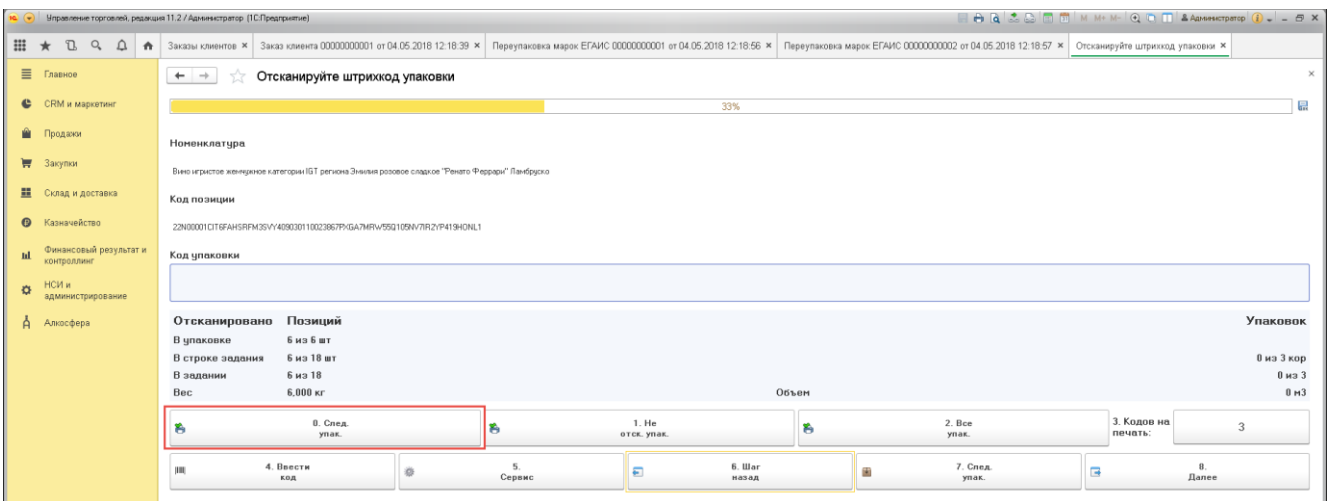 Управление торговлей, редакция 11.2 / Администратор (1С:Предприятие)
M M+ M- Администратор
Заказы клиентов × Заказ клиента 00000000001 от 04.05.2018 12:18:39 × Переупаковка марок ЕГАИС 00000000001 от 04.05.2018 12:18:56 × Переупаковка марок ЕГАИС 00000000002 от 04.05.2018 12:18:57 × Отсканируйте штрихкод упаковки ×
Главное
CRM и маркетинг
Продажи
Закупки
Склад и доставка
Казначейство
Финансовый результат и
контроллинг
НСИ и
администрирование
Алкосфера
Отсканируйте штрихкод упаковки
33%
Номенклатура
Вино игристое жемчужное категории IGT региона Эмилия розовое сладкое "Ренато Феррари" Ламбруско
Код позиции
Код упаковки
Отсканировано Позиций Упаковок
В упаковке 6 из 6 шт
В строке задания 6 из 18 шт 0 из 3 кор
В задании 6 из 18 0 из 3
Вес 6,000 кг Объем 0 м3
0. След.
упак.
1. Не
отск. упак.
2. Все
упак.
3. Кодов на
печать:
3
4. Ввести
код
5.
Сервис
6. Шаг
назад
7. След.
упак.
8.
Далее